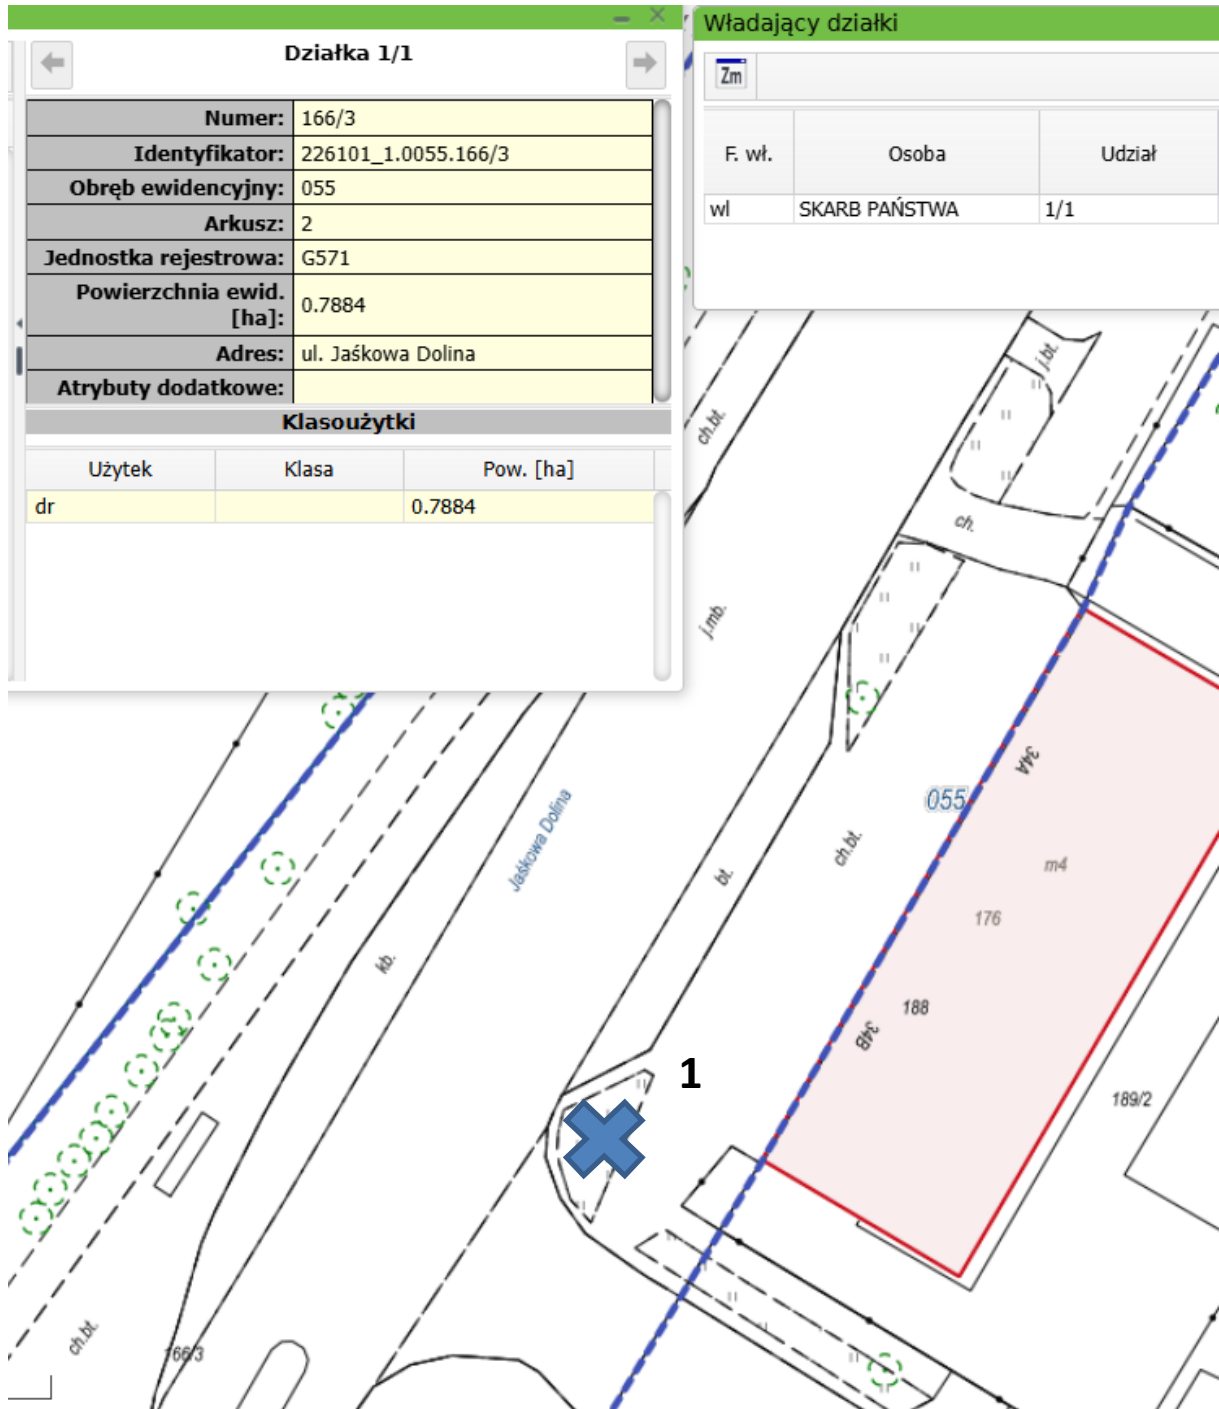 Działka 1/1
Numer: 166/3
Identyfikator: 226101_1.0055.166/3
Obręb ewidencyjny: 055
Arkusz: 2
Jednostka rejestrowa: G571
Powierzchnia ewid.
[ha]: 0.7884
Adres: ul. Jaśkowa Dolina
Atrybuty dodatkowe:
Klasoużytki
Użytek Klasa Pow. [ha]
dr 0.7884
Władający działki
Zm
F. wł. Osoba Udział
wl SKARB PAŃSTWA 1/1
j.bt.
ch.bt.
ch.
j.mb.
34A
055
Jaśkowa Dolina
ch.bt.
m4
bt.
176
kb.
188
34B
1
189/2
ch.bt.
166/3